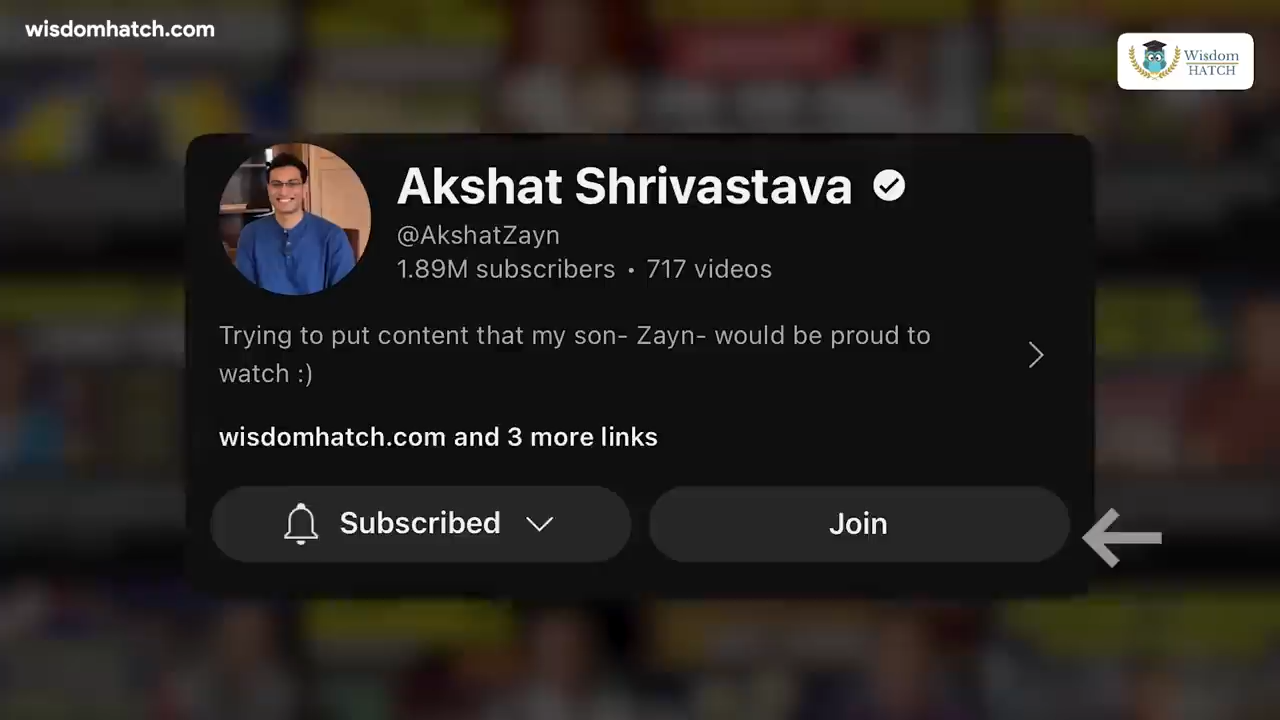 wisdomhatch.com
Wisdom
HATCH
Akshat Shrivastava
@AkshatZayn
1.89M subscribers • 717 videos
Trying to put content that my son- Zayn- would be proud to
watch :)
wisdomhatch.com and 3 more links
Subscribed
Join